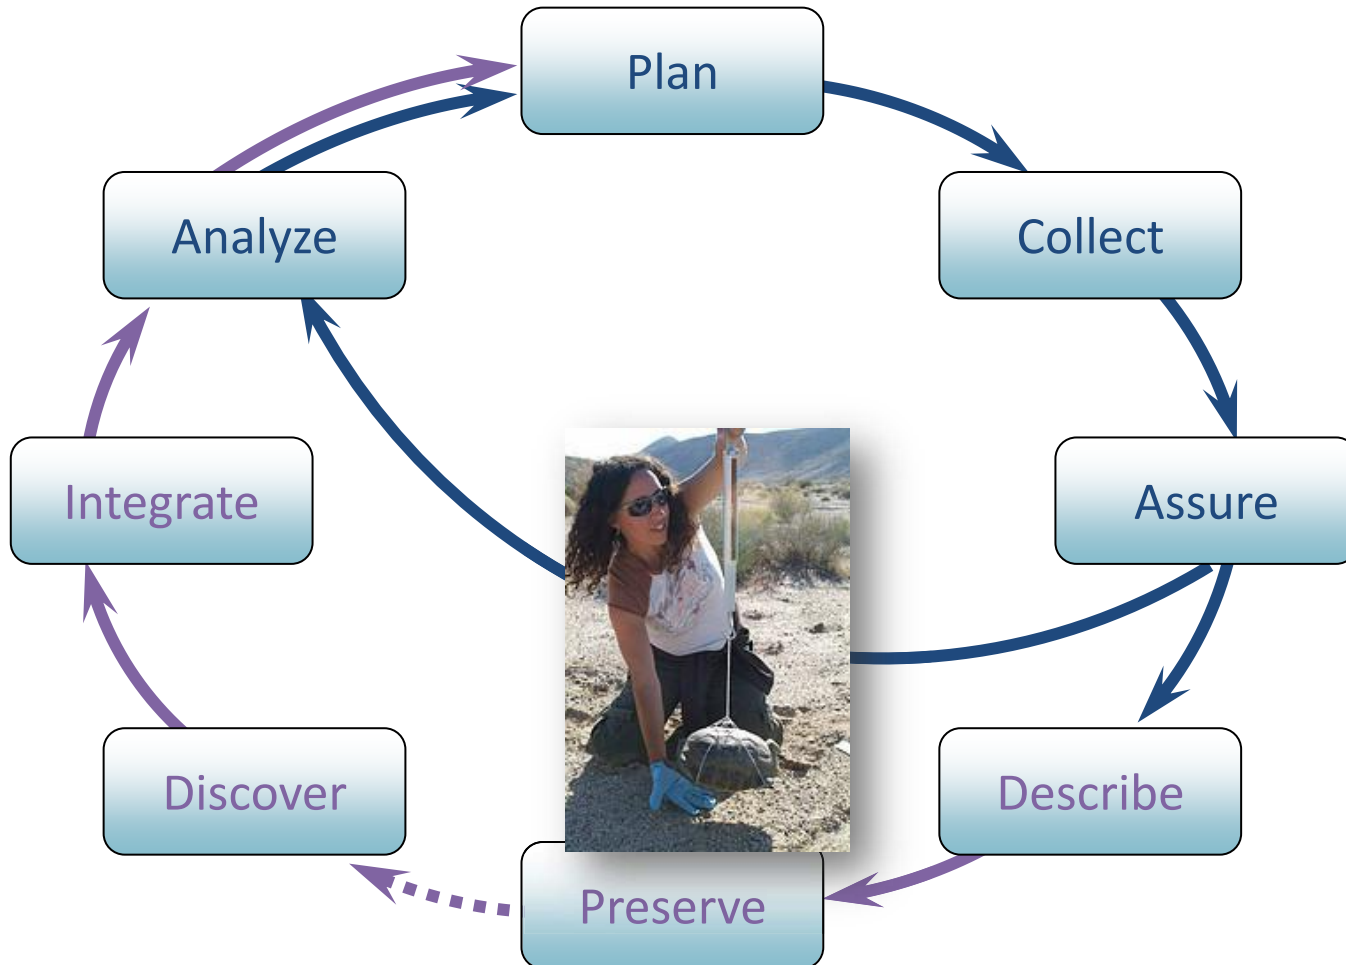 Plan
Collect
Assure
Describe
Preserve
Discover
Integrate
Analyze